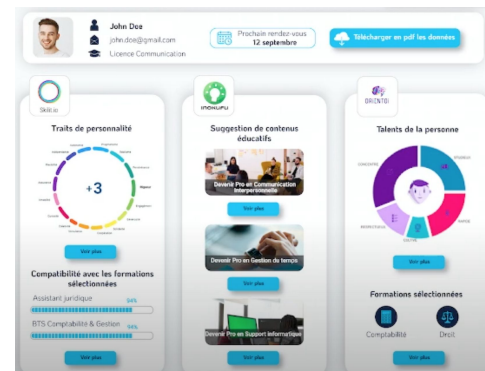 John Doe
john.doe@gmail.com
Licence Communication
Prochain rendez-vous
12 septembre
Télécharger en pdf les données
Skilldı
Traits de personnalité
+3
Voir plus
Compatibilité avec les formations
sélectionnées
Assistant juridique 94%
BTS Comptabilité & Gestion 94%
Voir plus
INOKUFU
Suggestion de contenus
éducatifs
Devenir Pro en Communication
Interpersonnelle
Voir plus
Devenir Pro en Gestion du temps
Voir plus
Devenir Pro en Support Informatique
Voir plus
ORIENTOI
Talents de la personne
Voir plus
Formations sélectionnées
Comptabilité
Droit
Voir plus